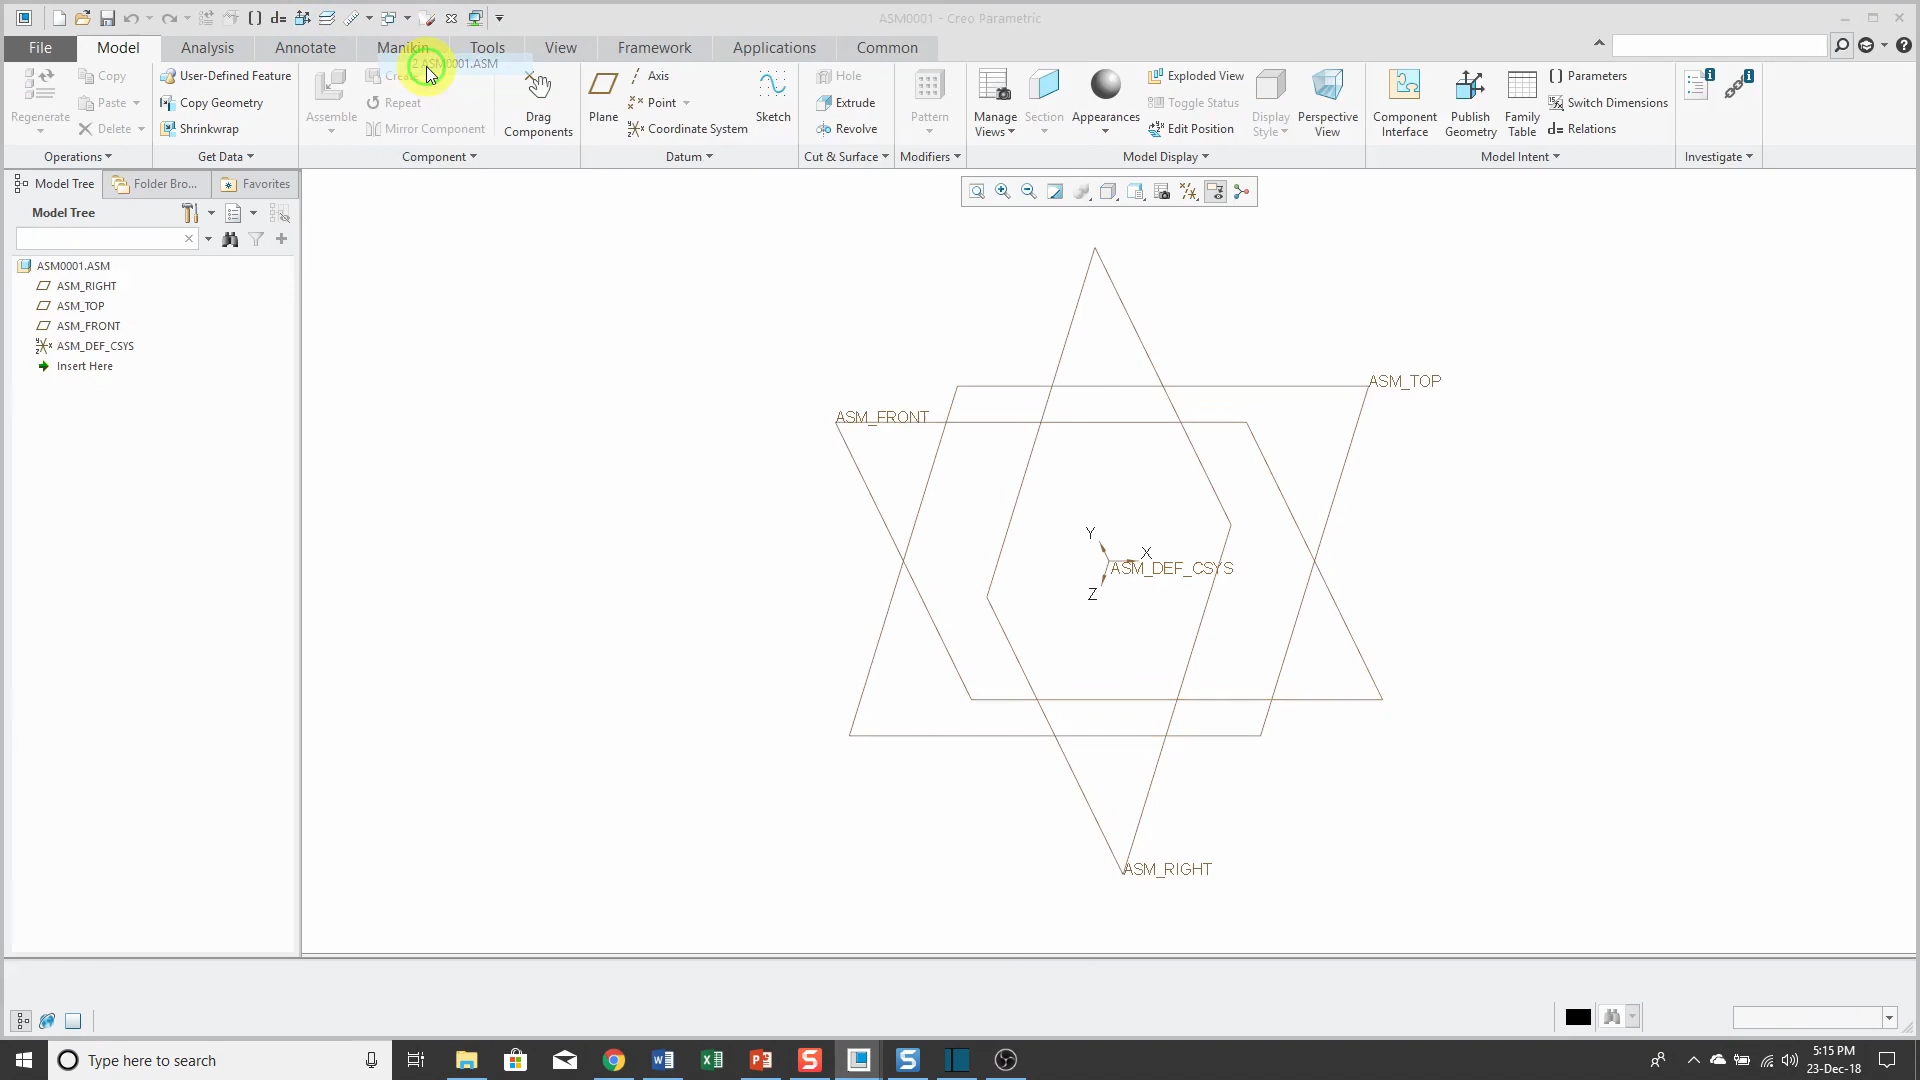 ASM0001 - Creo Parametric
File Model Analysis Annotate Manikin Tools View Framework Applications Common
2 ASM0001.ASM
Regenerate
Copy
Paste
Delete
Operations
User-Defined Feature
Copy Geometry
Shrinkwrap
Get Data
Assemble
Repeat
Mirror Component
Drag
Components
Component
Plane
Axis
Point
Coordinate System
Sketch
Datum
Hole
Extrude
Revolve
Cut & Surface
Pattern
Modifiers
Manage
Views
Section
Appearances
Exploded View
Toggle Status
Edit Position
Display
Style
Perspective
View
Model Display
Component
Interface
Publish
Geometry
Family
Table
Parameters
Switch Dimensions
Relations
Model Intent
Investigate
Model Tree Folder Bro... Favorites
Model Tree
ASM0001.ASM
ASM_RIGHT
ASM_TOP
ASM_FRONT
ASM_DEF_CSYS
Insert Here
ASM_TOP
ASM_FRONT
Y
X
ASM_DEF_CSYS
Z
ASM_RIGHT
Type here to search
5:15 PM
23-Dec-18